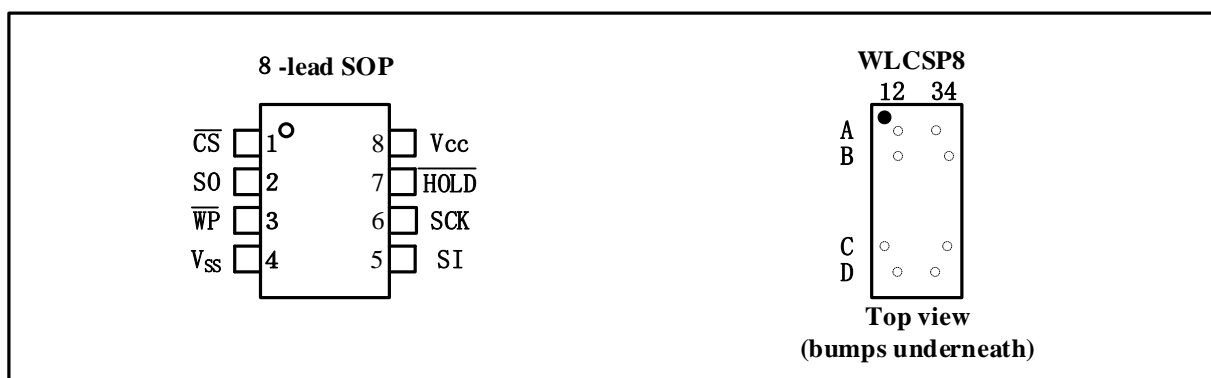 8 -lead SOP
CS 1 8 Vcc
SO 2 7 HOLD
WP 3 6 SCK
VSS 4 5 SI
WLCSP8
12 34
A
B
C
D
Top view
(bumps underneath)